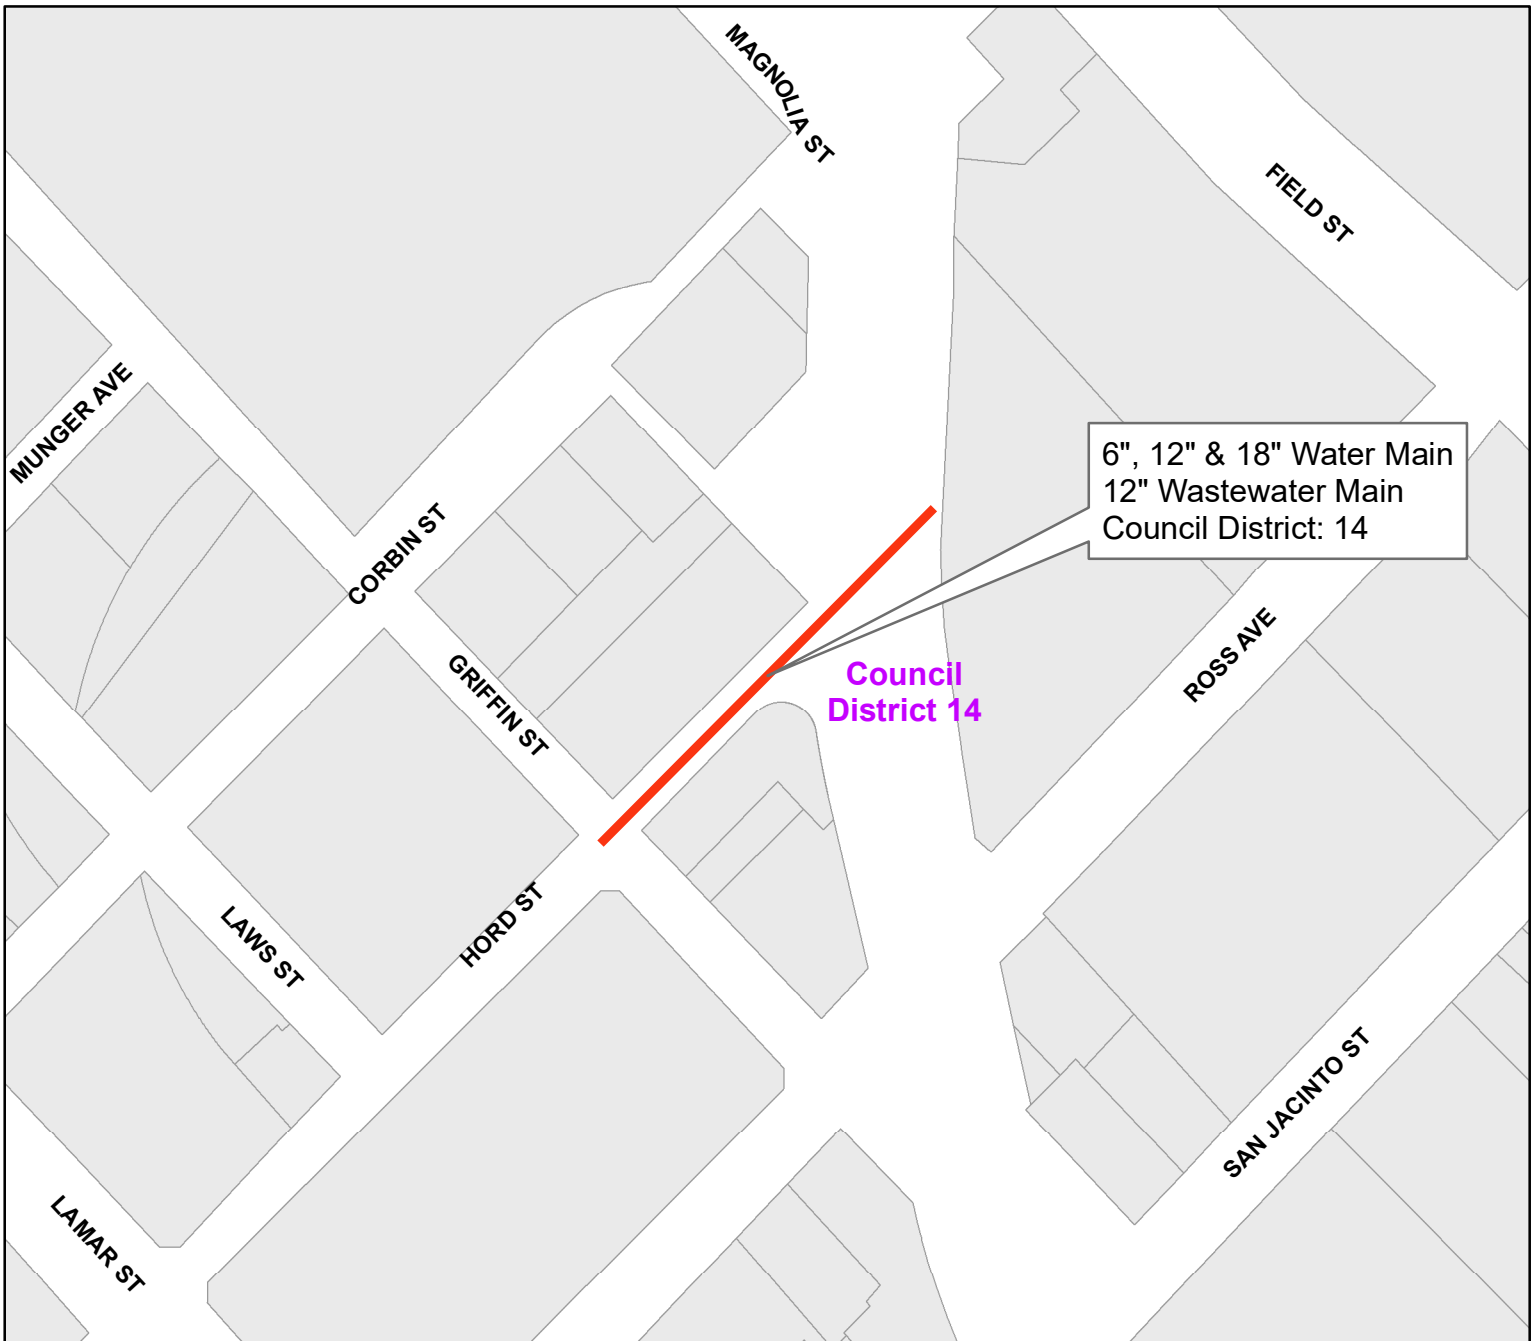 MAGNOLIA ST
FIELD ST
MUNGER AVE
6", 12" & 18" Water Main
12" Wastewater Main
Council District: 14
CORBIN ST
ROSS AVE
GRIFFIN ST
Council
District 14
HORD ST
LAWS ST
SAN JACINTO ST
LAMAR ST